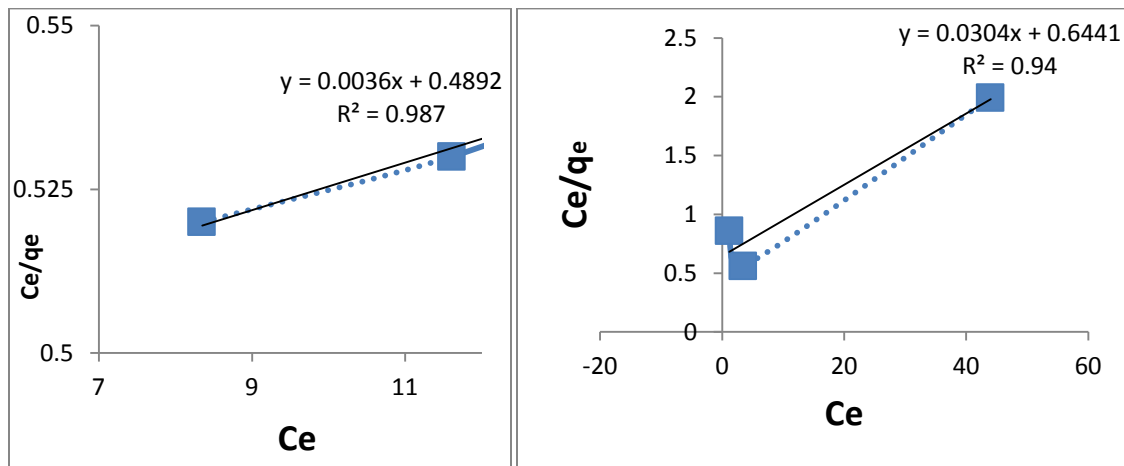 0.55
0.525
0.5
7
9
11
Ce/qe
Ce
y = 0.0036x + 0.4892
R² = 0.987
2.5
2
1.5
1
0.5
0
-20
0
20
40
60
Ce/qe
Ce
y = 0.0304x + 0.6441
R² = 0.94